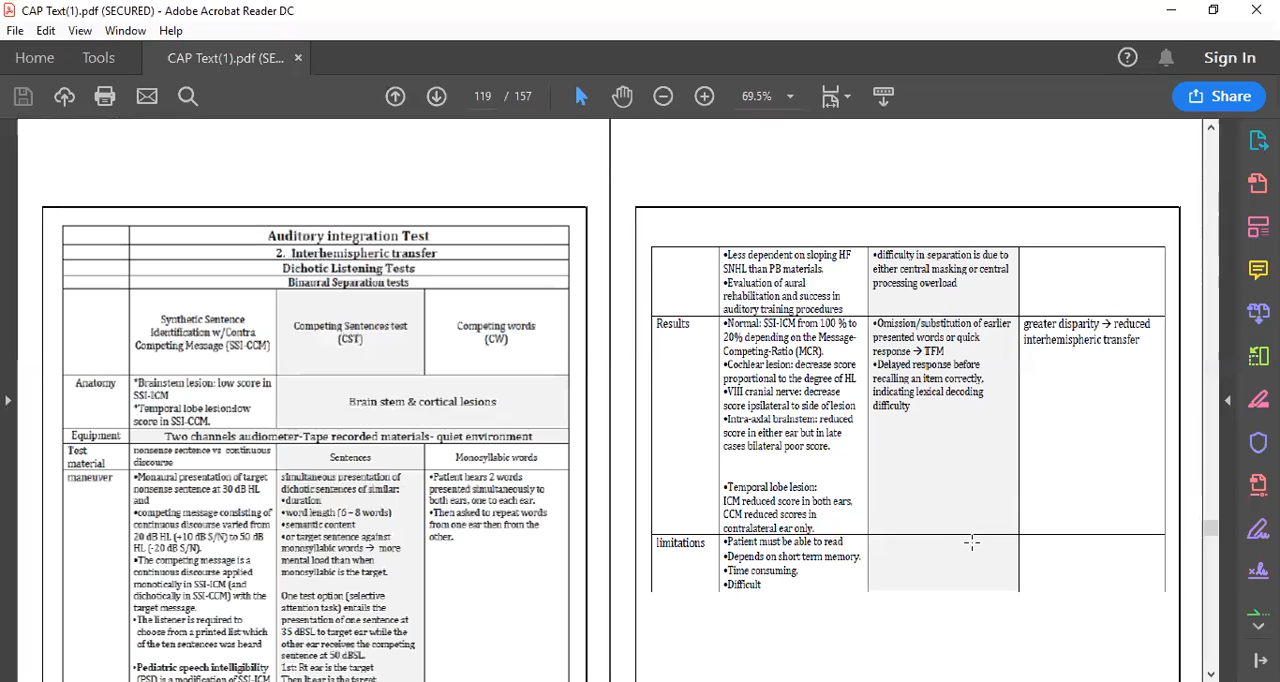 CAP Text(1).pdf (SECURED) - Adobe Acrobat Reader DC
File Edit View Window Help
Home Tools CAP Text(1).pdf (SE... × Sign In
119 / 157 69.5% Share
Auditory integration Test
2. Interhemispheric transfer
Dichotic Listening Tests
Binaural Separation tests
Synthetic Sentence
Identification w/Contra
Competing Message (SSI-CCM)
Competing Sentences test
(CST)
Competing words
(CW)
Anatomy
*Brainstem lesion: low score in
SSI-ICM
*Temporal lobe lesion:low
score in SSI-CCM.
Brain stem & cortical lesions
Equipment
Two channels audiometer-Tape recorded materials- quiet environment
Test
material
nonsense sentence vs continuous
discourse
Sentences
Monosyllabic words
maneuver
•Monaural presentation of target
nonsense sentence at 30 dB HL
and
•competing message consisting of
continuous discourse varied from
20 dB HL (+10 dB S/N) to 50 dB
HL (-20 dB S/N).
•The competing message is a
continuous discourse applied
monotically in SSI-ICM (and
dichotically in SSI-CCM) with the
target message.
•The listener is required to
choose from a printed list which
of the ten sentences was heard
•Pediatric speech intelligibility
(PSI) is a modification of SSI-ICM
simultaneous presentation of
dichotic sentences of similar:
•duration
•word length (6 – 8 words)
•semantic content
•or target sentence against
monosyllabic words → more
mental load than when
monosyllabic is the target.
One test option (selective
attention task) entails the
presentation of one sentence at
35 dBSL to target ear while the
other ear receives the competing
sentence at 50 dBSL.
1st: Rt ear is the target
Then lt ear is the target.
•Patient hears 2 words
presented simultaneously to
both ears, one to each ear.
•Then asked to repeat words
from one ear then from the
other.
•Less dependent on sloping HF
SNHL than PB materials.
•Evaluation of aural
rehabilitation and success in
auditory training procedures
•difficulty in separation is due to
either central masking or central
processing overload
Results
•Normal: SSI-ICM from 100 % to
20% depending on the Message-
Competing-Ratio (MCR).
•Cochlear lesion: decrease score
proportional to the degree of HL
•VIII cranial nerve: decrease
score ipsilateral to side of lesion
•Intra-axial brainstem: reduced
score in either ear but in late
cases bilateral poor score.
•Temporal lobe lesion:
ICM reduced score in both ears,
CCM reduced scores in
contralateral ear only.
•Omission/substitution of earlier
presented words or quick
response → TFM
•Delayed response before
recalling an item correctly,
indicating lexical decoding
difficulty
greater disparity → reduced
interhemispheric transfer
limitations
•Patient must be able to read
•Depends on short term memory.
•Time consuming.
•Difficult